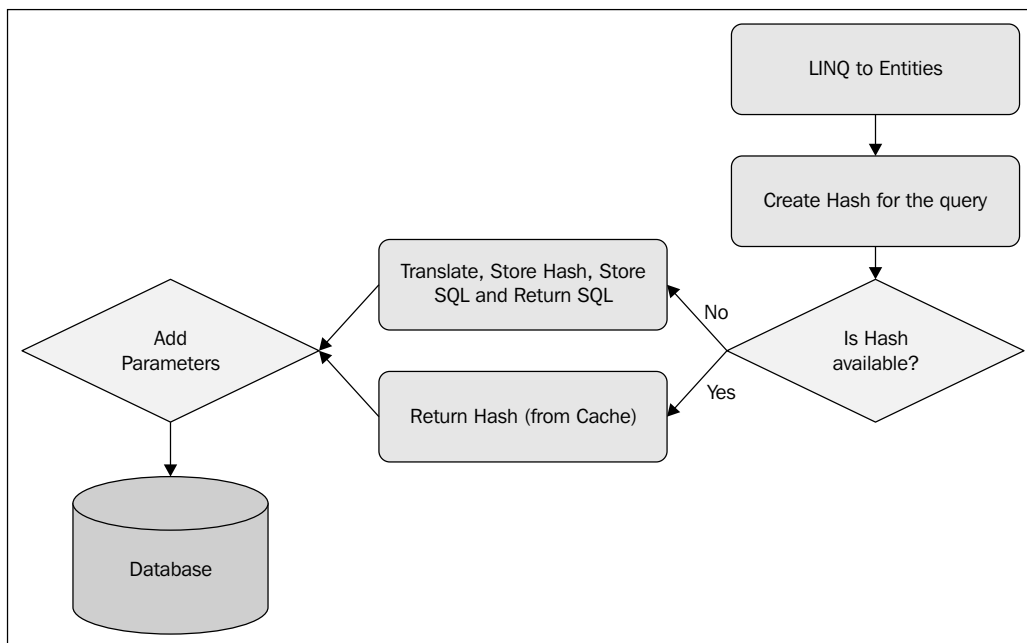 LINQ to Entities
Create Hash for the query
Is Hash
available?
No
Yes
Translate, Store Hash, Store
SQL and Return SQL
Return Hash (from Cache)
Add
Parameters
Database